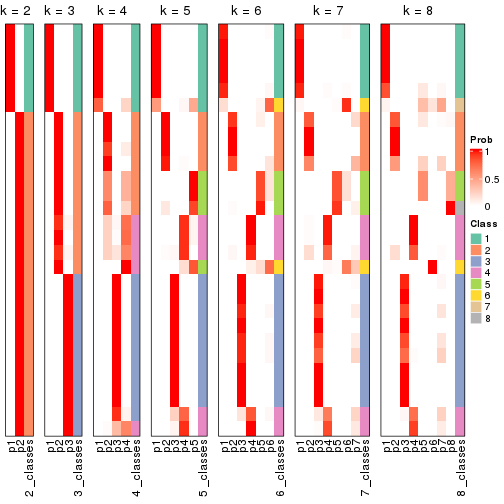 k = 2
k = 3
k = 4
k = 5
k = 6
k = 7
k = 8
Prob
1
0.5
0
Class
1
2
3
4
5
6
7
8
p1
p2
2_classes
p1
p2
p3
3_classes
p1
p2
p3
p4
4_classes
p1
p2
p3
p4
p5
5_classes
p1
p2
p3
p4
p5
p6
6_classes
p1
p2
p3
p4
p5
p6
p7
7_classes
p1
p2
p3
p4
p5
p6
p7
p8
8_classes